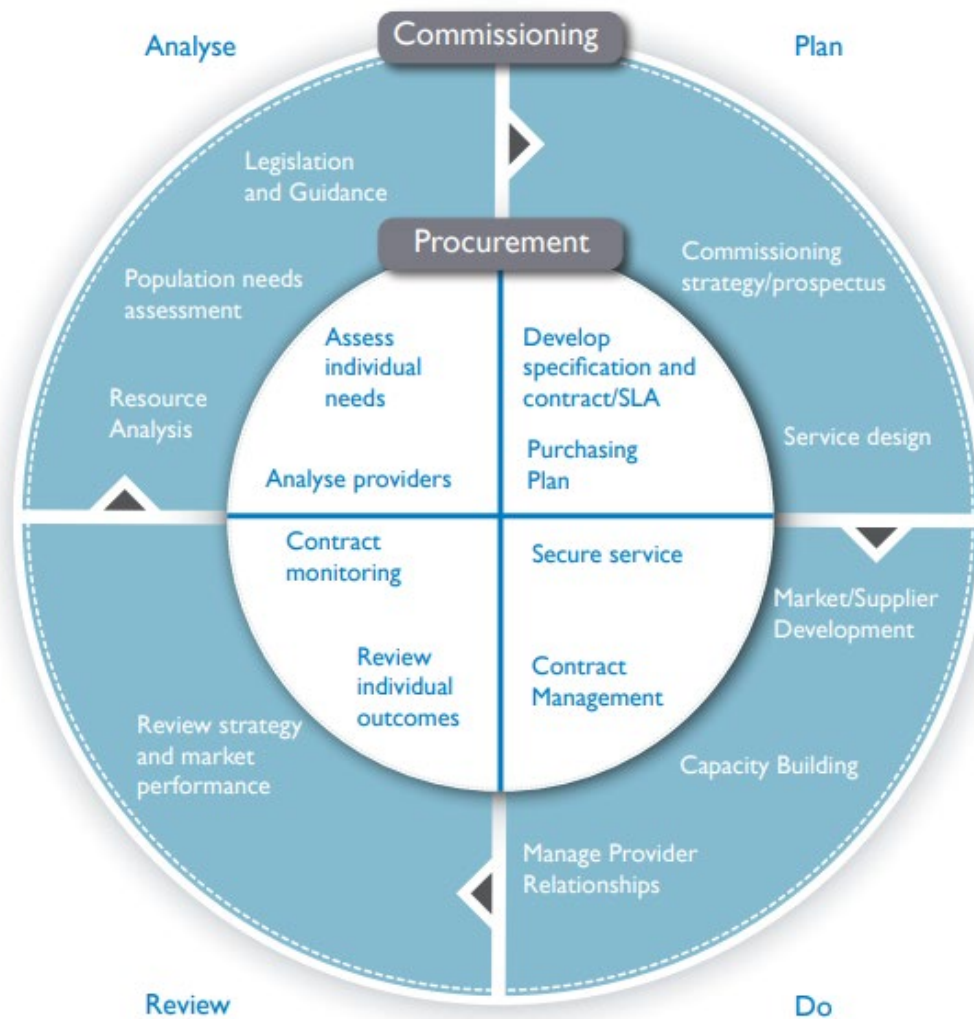 Analyse
Commissioning
Plan
Legislation
and Guidance
Population needs
assessment
Resource
Analysis
Procurement
Commissioning
strategy/prospectus
Service design
Assess
individual
needs
Analyse providers
Develop
specification and
contract/SLA
Purchasing
Plan
Contract
monitoring
Review
individual
outcomes
Secure service
Contract
Management
Market/Supplier
Development
Capacity Building
Manage Provider
Relationships
Review strategy
and market
performance
Review
Do